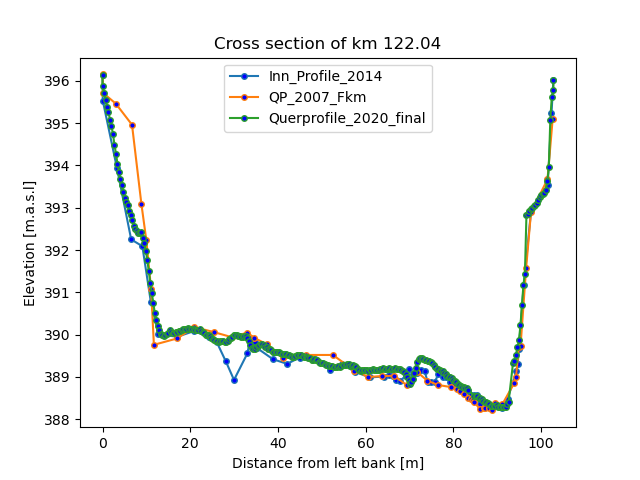 Cross section of km 122.04
Inn_Profile_2014
QP_2007_Fkm
Querprofile_2020_final
Elevation [m.a.s.l]
396
395
394
393
392
391
390
389
388
0 20 40 60 80 100
Distance from left bank [m]